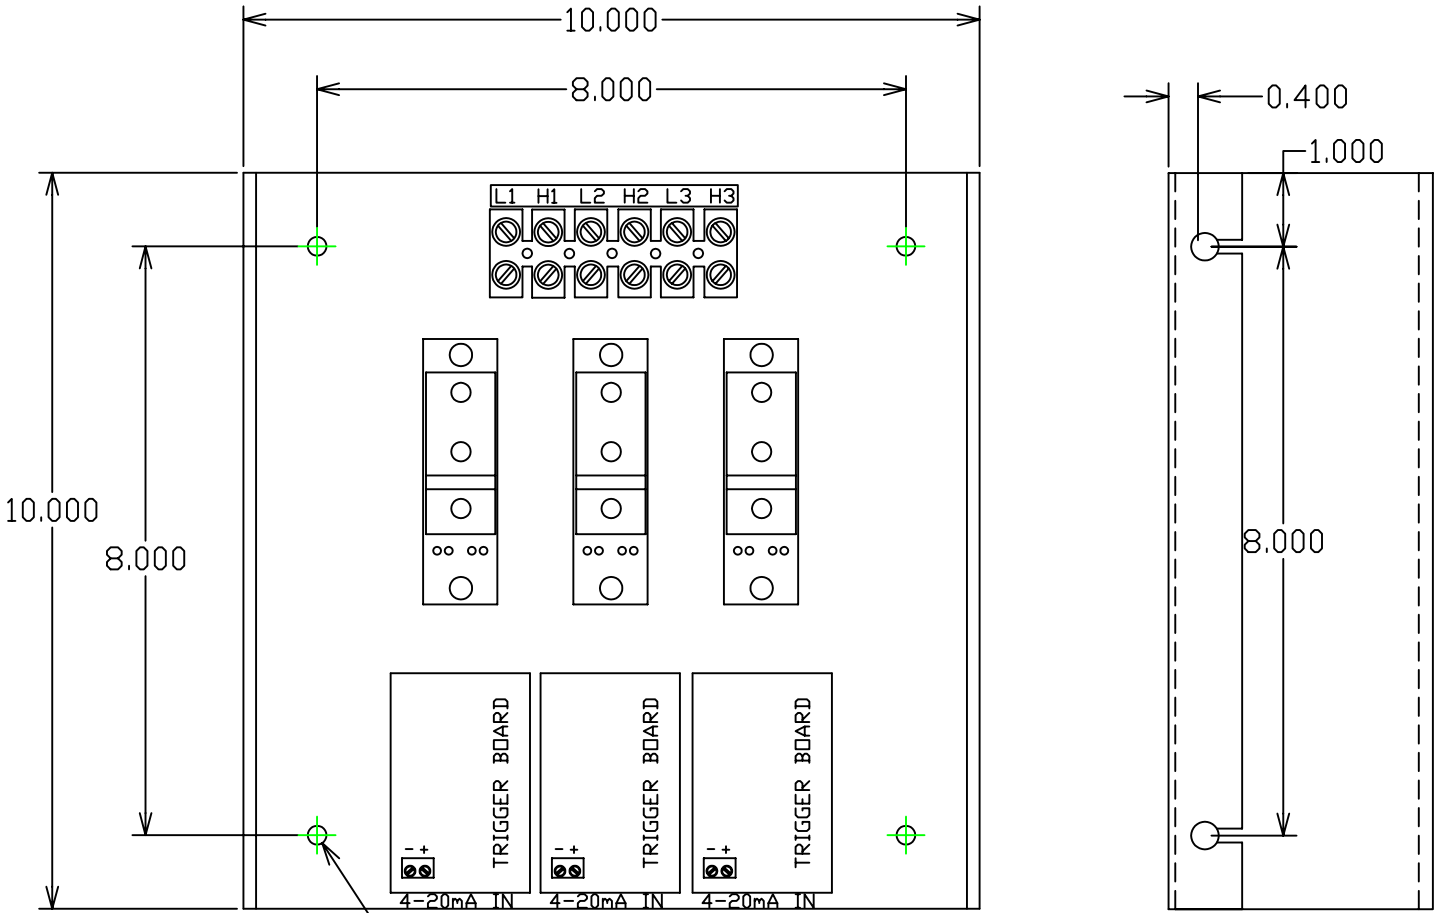 10.000
8.000
0.400
1.000
L1 H1 L2 H2 L3 H3
10.000
8.000
8.000
TRIGGER BOARD
TRIGGER BOARD
TRIGGER BOARD
- +
- +
- +
4-20mA IN
4-20mA IN
4-20mA IN